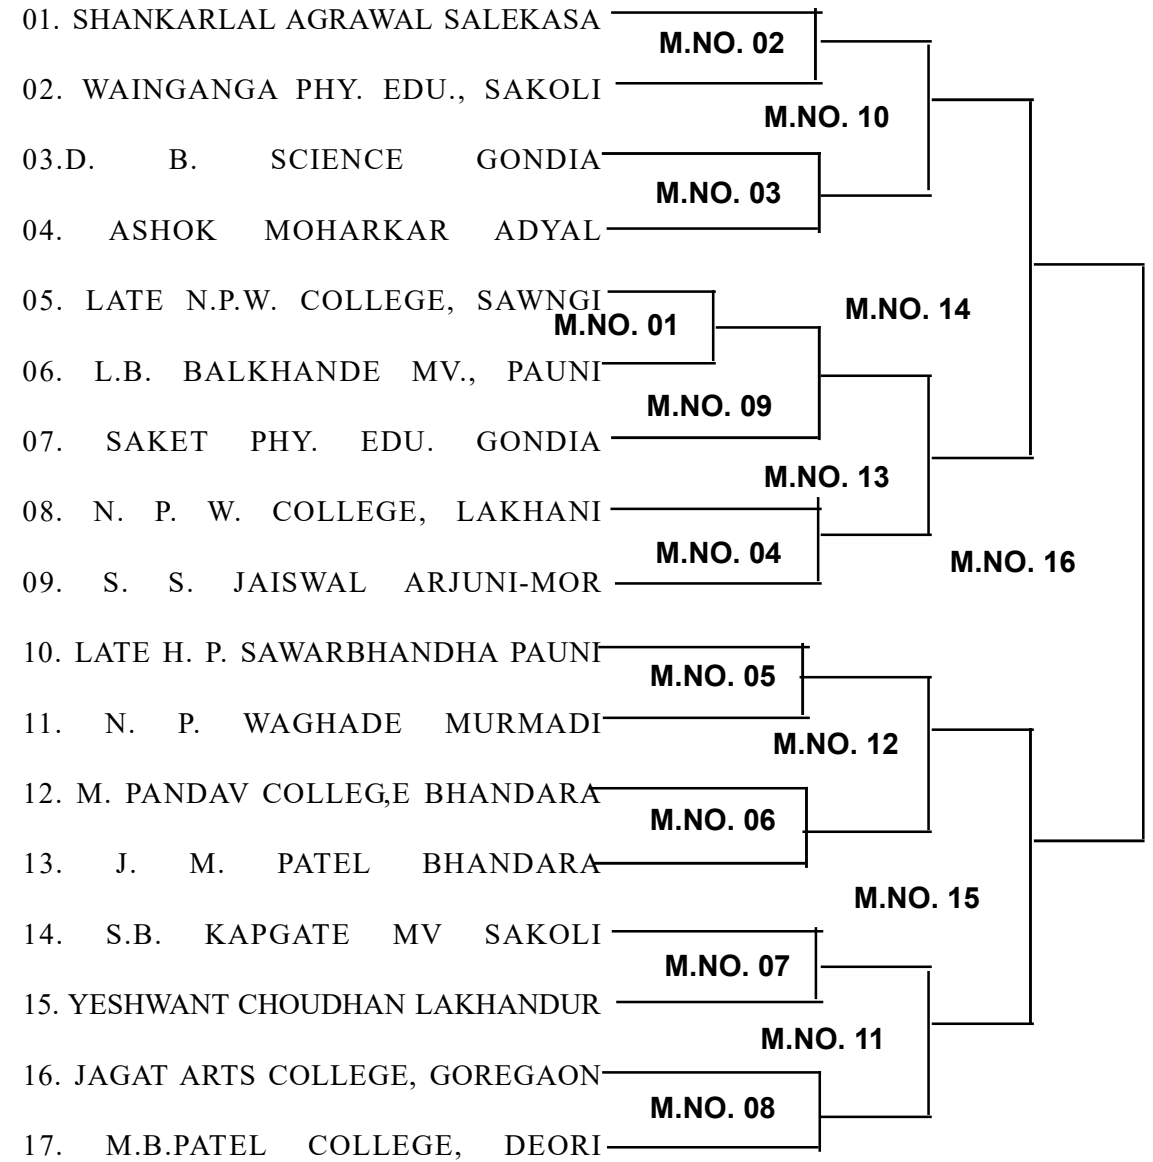 01. SHANKARLAL AGRAWAL SALEKASA
M.NO. 02
02. WAINGANGA PHY. EDU., SAKOLI
M.NO. 10
03.D. B. SCIENCE GONDIA
M.NO. 03
04. ASHOK MOHARKAR ADYAL
05. LATE N.P.W. COLLEGE, SAWNGI
M.NO. 14
M.NO. 01
06. L.B. BALKHANDE MV., PAUNI
M.NO. 09
07. SAKET PHY. EDU. GONDIA
M.NO. 13
08. N. P. W. COLLEGE, LAKHANI
M.NO. 04
M.NO. 16
09. S. S. JAISWAL ARJUNI-MOR
10. LATE H. P. SAWARBHANDHA PAUNI
M.NO. 05
11. N. P. WAGHADE MURMADI
M.NO. 12
12. M. PANDAV COLLEG,E BHANDARA
M.NO. 06
13. J. M. PATEL BHANDARA
M.NO. 15
14. S.B. KAPGATE MV SAKOLI
M.NO. 07
15. YESHWANT CHOUDHAN LAKHANDUR
M.NO. 11
16. JAGAT ARTS COLLEGE, GOREGAON
M.NO. 08
17. M.B.PATEL COLLEGE, DEORI